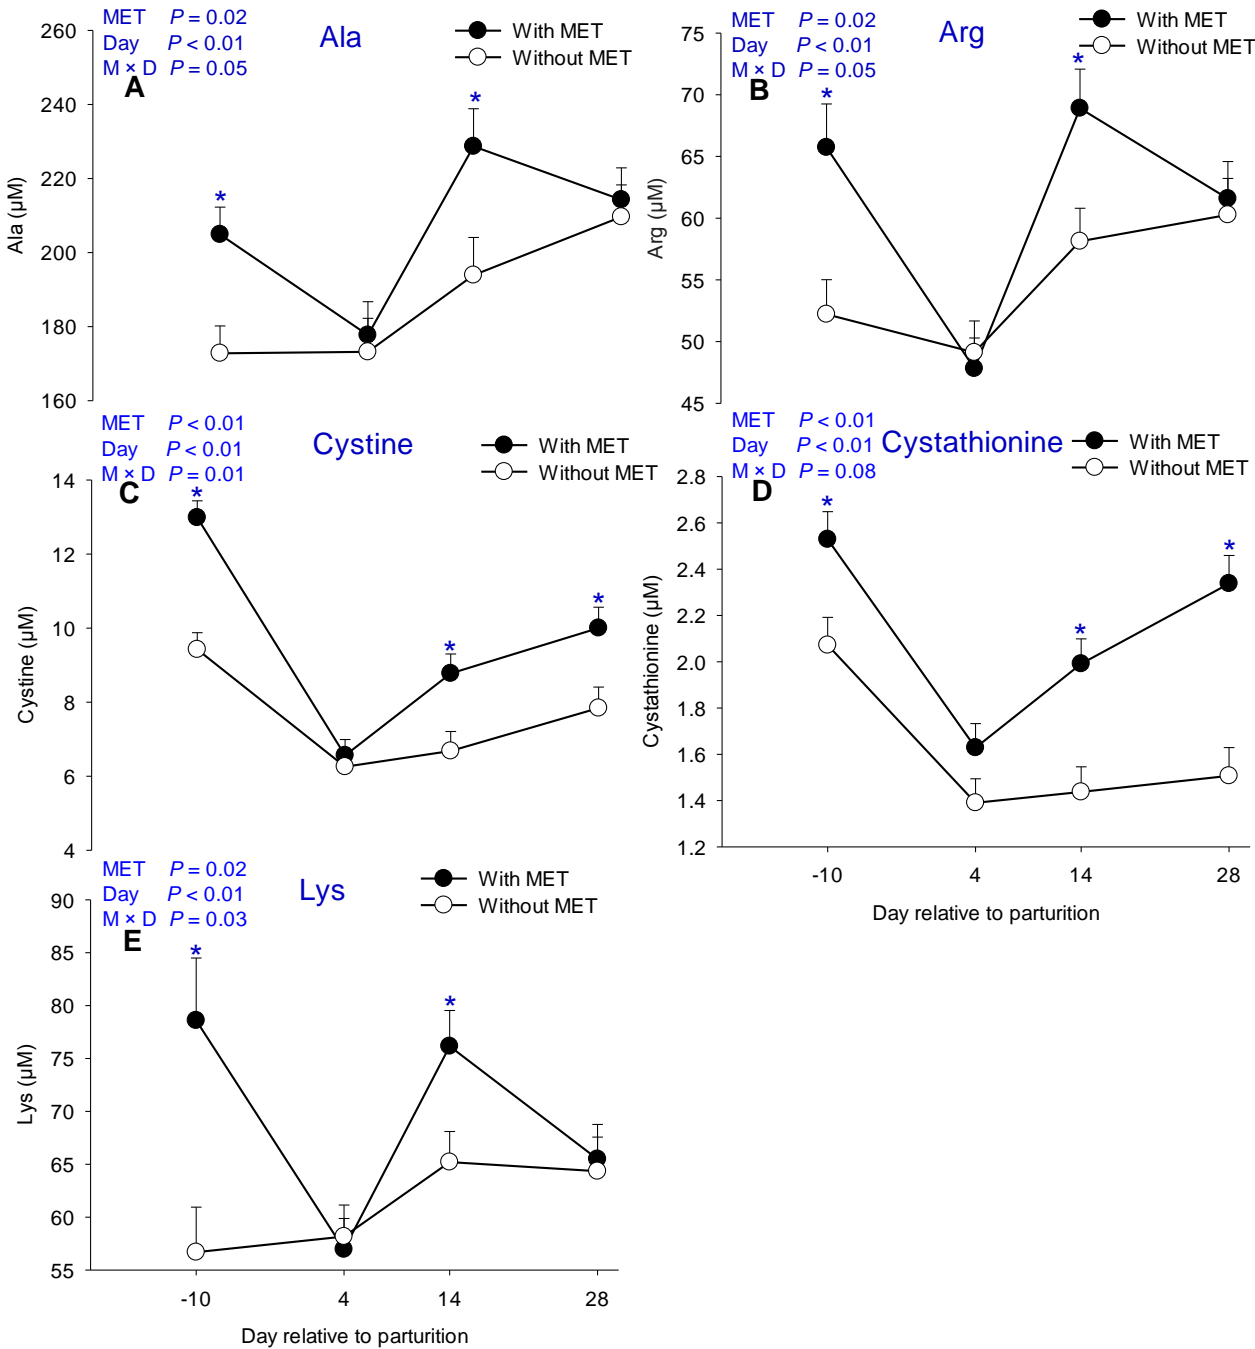 MET P = 0.02
Day P < 0.01
M × D P = 0.05
A
Ala
With MET
Without MET
260
240
220
200
180
160
Ala (µM)
*
*
MET P = 0.02
Day P < 0.01
M × D P = 0.05
B
Arg
With MET
Without MET
75
70
65
60
55
50
45
Arg (µM)
*
*
MET P < 0.01
Day P < 0.01
M × D P = 0.01
C
Cystine
With MET
Without MET
14
12
10
8
6
4
Cystine (µM)
*
*
*
MET P < 0.01
Day P < 0.01
M × D P = 0.08
D
Cystathionine
With MET
Without MET
2.8
2.6
2.4
2.2
2.0
1.8
1.6
1.4
1.2
Cystathionine (µM)
*
*
*
-10 4 14 28
Day relative to parturition
MET P = 0.02
Day P < 0.01
M × D P = 0.03
E
Lys
With MET
Without MET
90
85
80
75
70
65
60
55
Lys (µM)
*
*
-10 4 14 28
Day relative to parturition